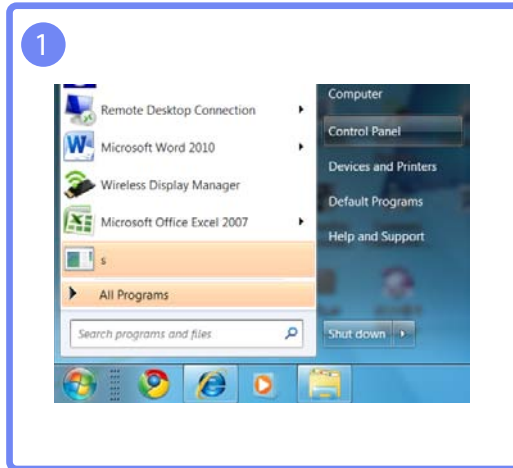 1
Remote Desktop Connection
Microsoft Word 2010
Wireless Display Manager
Microsoft Office Excel 2007
s
All Programs
Search programs and files
Computer
Control Panel
Devices and Printers
Default Programs
Help and Support
Shut down